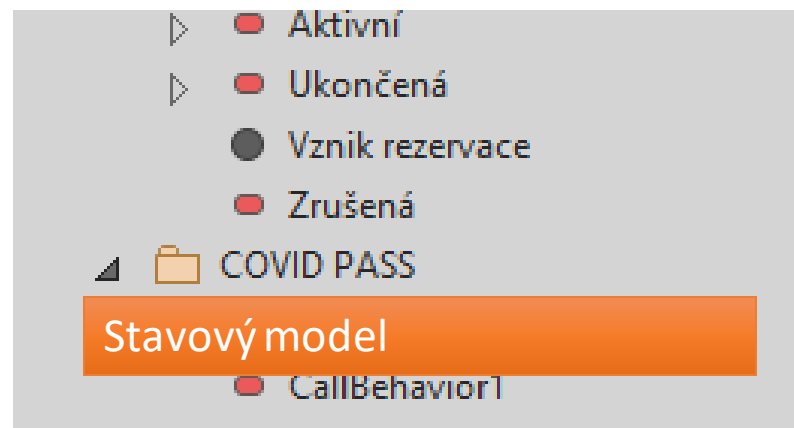 Aktivní
Ukončená
Vznik rezervace
Zrušená
COVID PASS
Stavový model
CallBehavior1